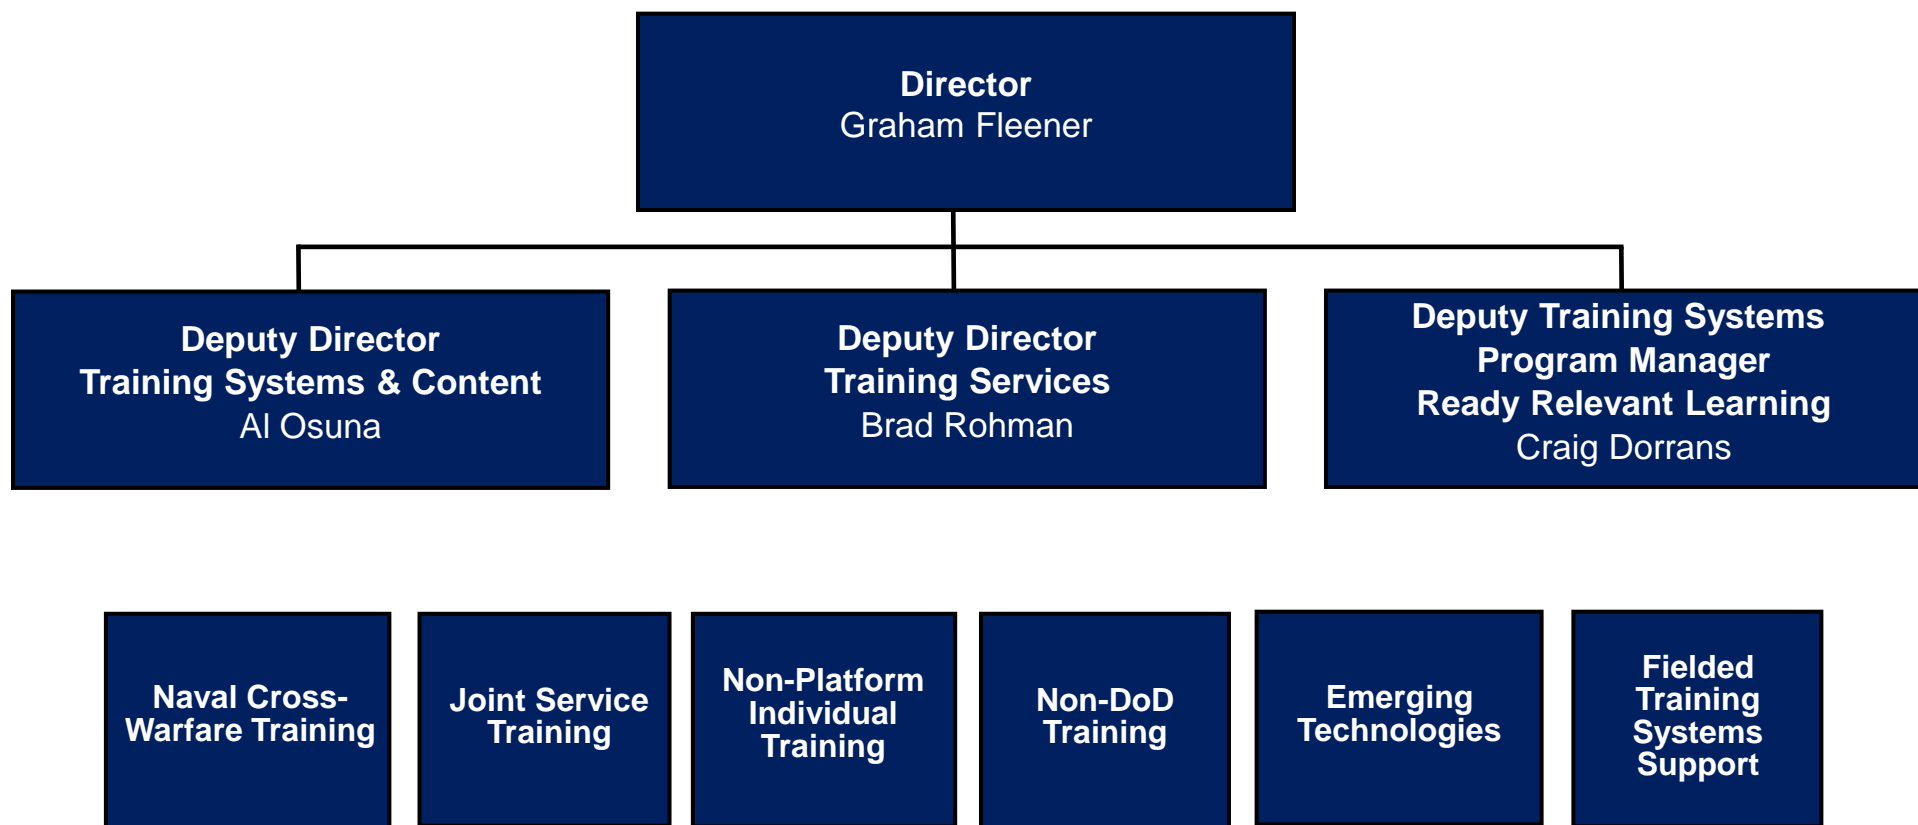 Director
Graham Fleener
Deputy Director
Training Systems & Content
Al Osuna
Deputy Director
Training Services
Brad Rohman
Deputy Training Systems
Program Manager
Ready Relevant Learning
Craig Dorrans
Naval Cross-
Warfare Training
Joint Service
Training
Non-Platform
Individual
Training
Non-DoD
Training
Emerging
Technologies
Fielded
Training
Systems
Support